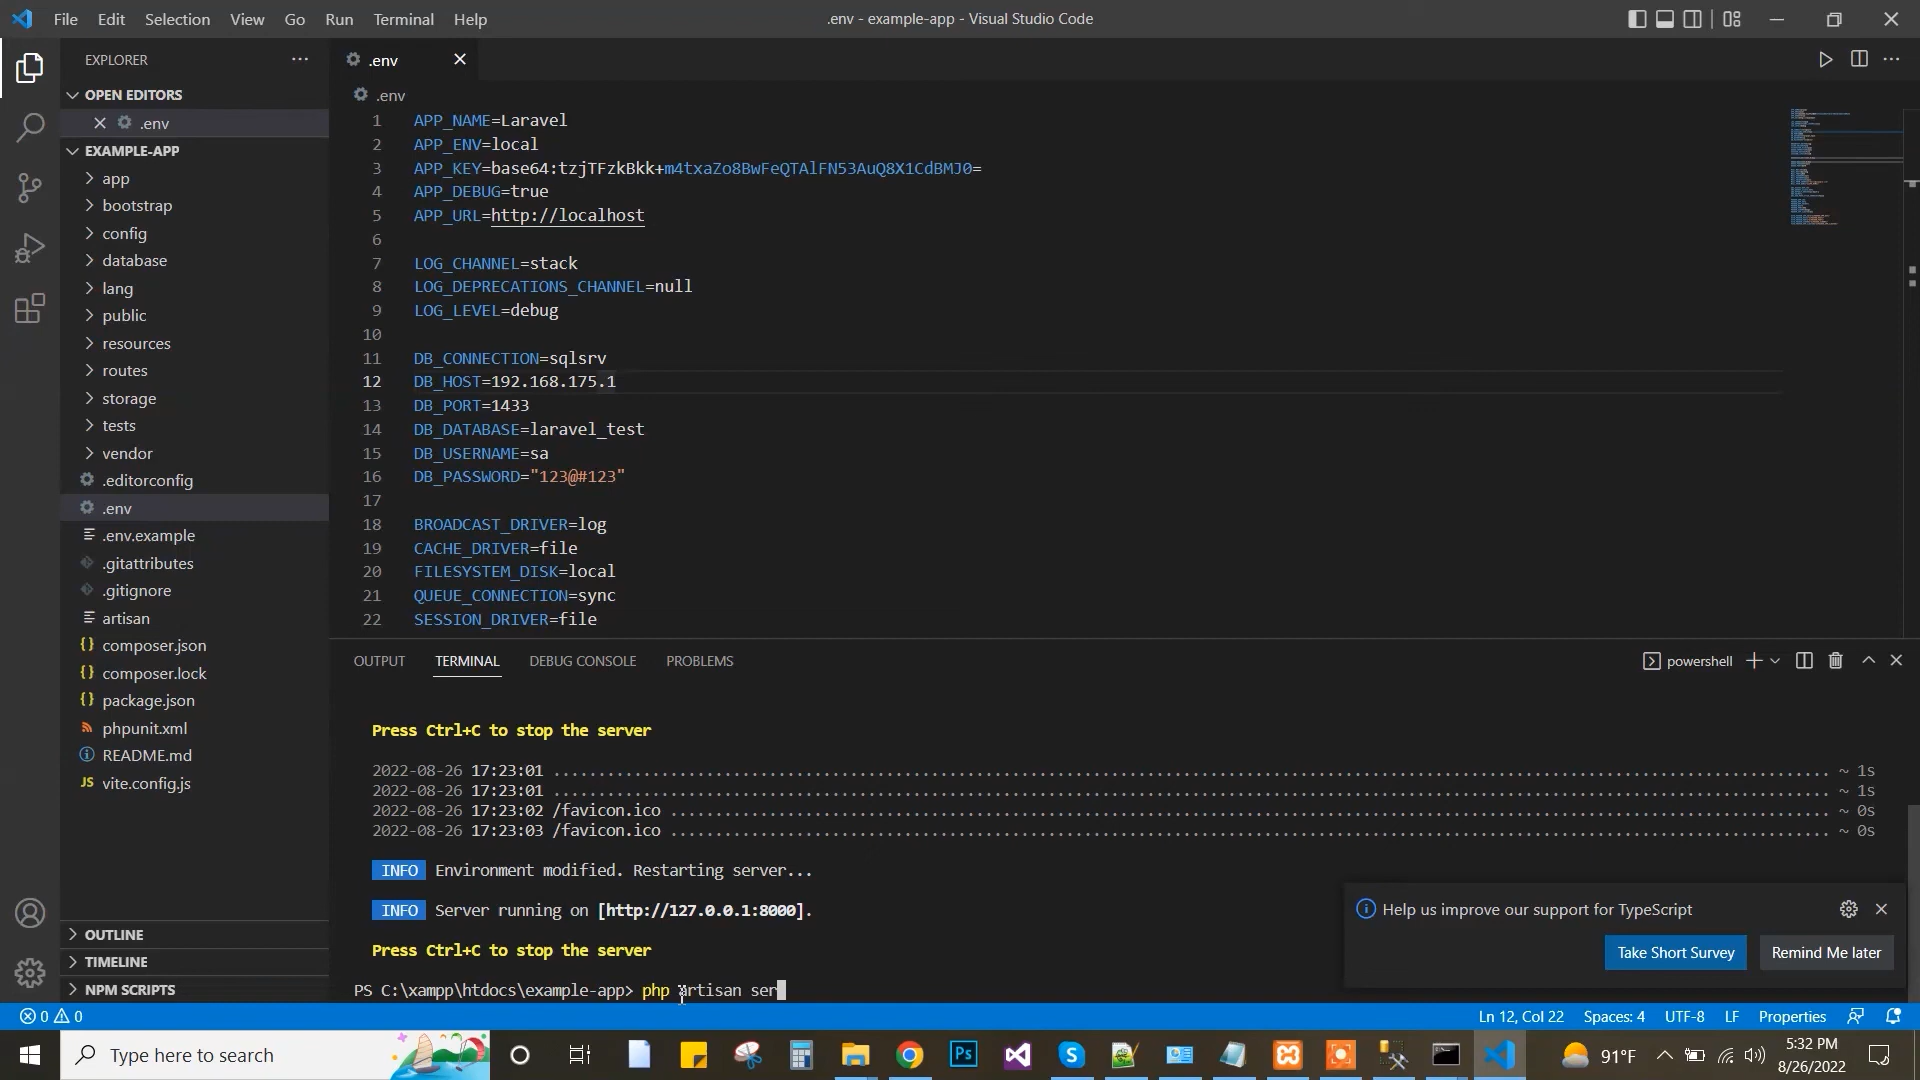 File Edit Selection View Go Run Terminal Help
.env - example-app - Visual Studio Code
EXPLORER
OPEN EDITORS
.env
EXAMPLE-APP
app
bootstrap
config
database
lang
public
resources
routes
storage
tests
vendor
.editorconfig
.env
.env.example
.gitattributes
.gitignore
artisan
composer.json
composer.lock
package.json
phpunit.xml
README.md
JS vite.config.js
OUTLINE
TIMELINE
NPM SCRIPTS
.env
.env
1 APP_NAME=Laravel
2 APP_ENV=local
3 APP_KEY=base64:tzjTFzkBkk+m4txaZo8BwFeQTAlFN53AuQ8X1CdBMJ0=
4 APP_DEBUG=true
5 APP_URL=http://localhost
6
7 LOG_CHANNEL=stack
8 LOG_DEPRECATIONS_CHANNEL=null
9 LOG_LEVEL=debug
10
11 DB_CONNECTION=sqlsrv
12 DB_HOST=192.168.175.1
13 DB_PORT=1433
14 DB_DATABASE=laravel_test
15 DB_USERNAME=sa
16 DB_PASSWORD="123@#123"
17
18 BROADCAST_DRIVER=log
19 CACHE_DRIVER=file
20 FILESYSTEM_DISK=local
21 QUEUE_CONNECTION=sync
22 SESSION_DRIVER=file
OUTPUT TERMINAL DEBUG CONSOLE PROBLEMS
powershell
Press Ctrl+C to stop the server
2022-08-26 17:23:01 ........ ~ 1s
2022-08-26 17:23:01 ........ ~ 1s
2022-08-26 17:23:02 /favicon.ico ........ ~ 0s
2022-08-26 17:23:03 /favicon.ico ........ ~ 0s
INFO Environment modified. Restarting server...
INFO Server running on [http://127.0.0.1:8000].
Press Ctrl+C to stop the server
PS C:\xampp\htdocs\example-app> php artisan ser
Help us improve our support for TypeScript
Take Short Survey Remind Me later
0 0
Ln 12, Col 22 Spaces: 4 UTF-8 LF Properties
Type here to search
Ps
91°F
5:32 PM
8/26/2022